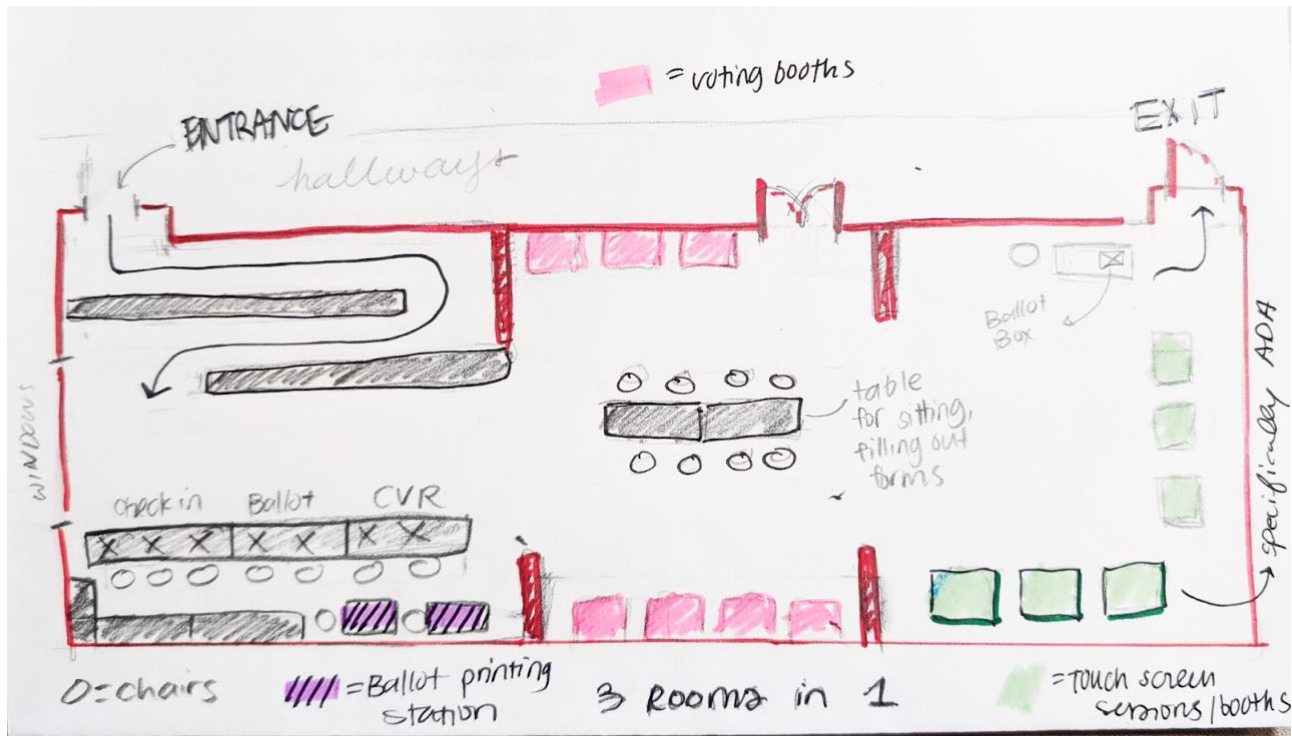 = voting booths
ENTRANCE
EXIT
hallways
Ballot
Box
WINDOWS
table
for sitting,
filling out
forms
specifically ADA
check in
Ballot
CVR
O = chairs
= Ballot printing
station
3 Rooms in 1
= Touch screen
sessions/booths